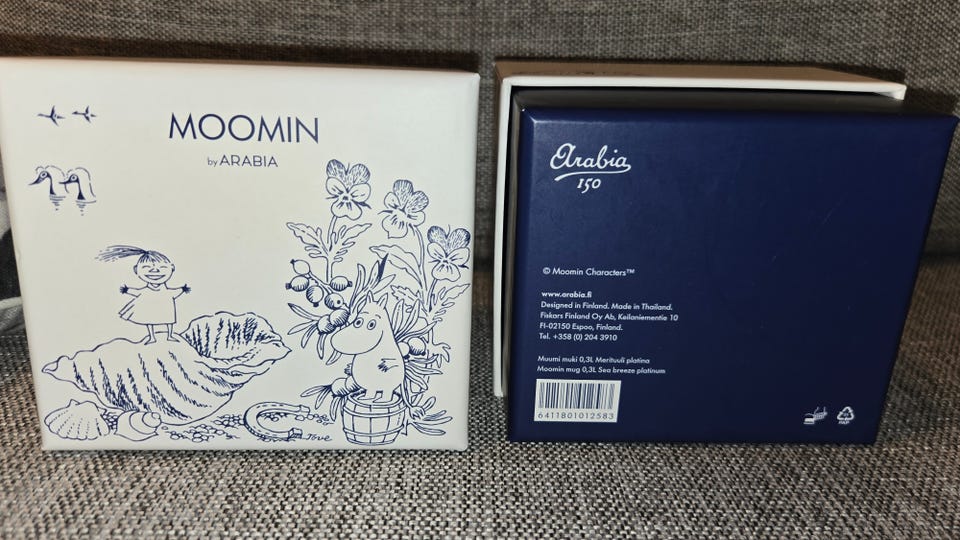 MOOMIN
by ARABIA
Tove
Arabia
150
© Moomin Characters™
www.arabia.fi
Designed in Finland. Made in Thailand.
Fiskars Finland Oy Ab, Keilaniementie 10
FI-02150 Espoo, Finland.
Tel. +358 (0) 204 3910
Muumi muki 0,3L Merituuli platina
Moomin mug 0,3L Sea breeze platinum
6411801012583
PAP